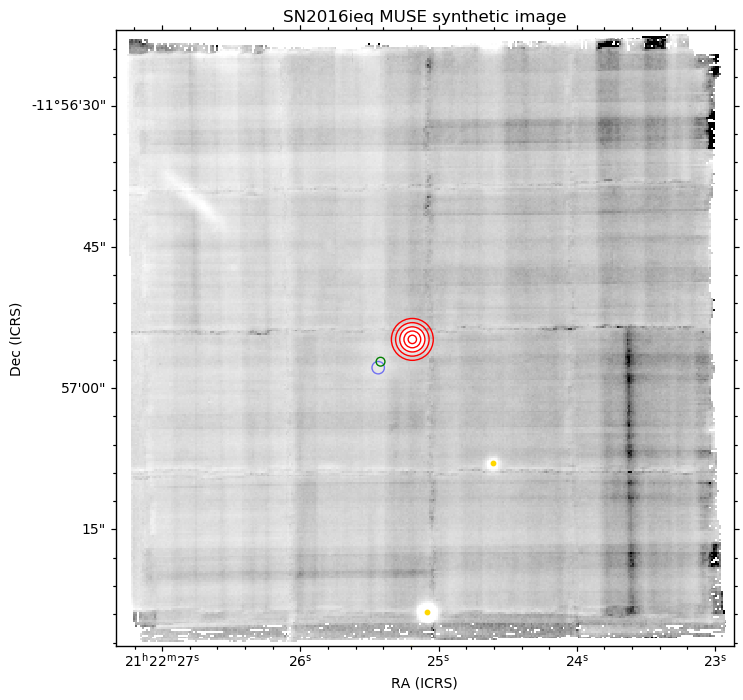 SN2016ieq MUSE synthetic image
-11°56'30"
45"
57'00"
15"
Dec (ICRS)
21ʰ22ᵐ27ˢ
26ˢ
25ˢ
24ˢ
23ˢ
RA (ICRS)